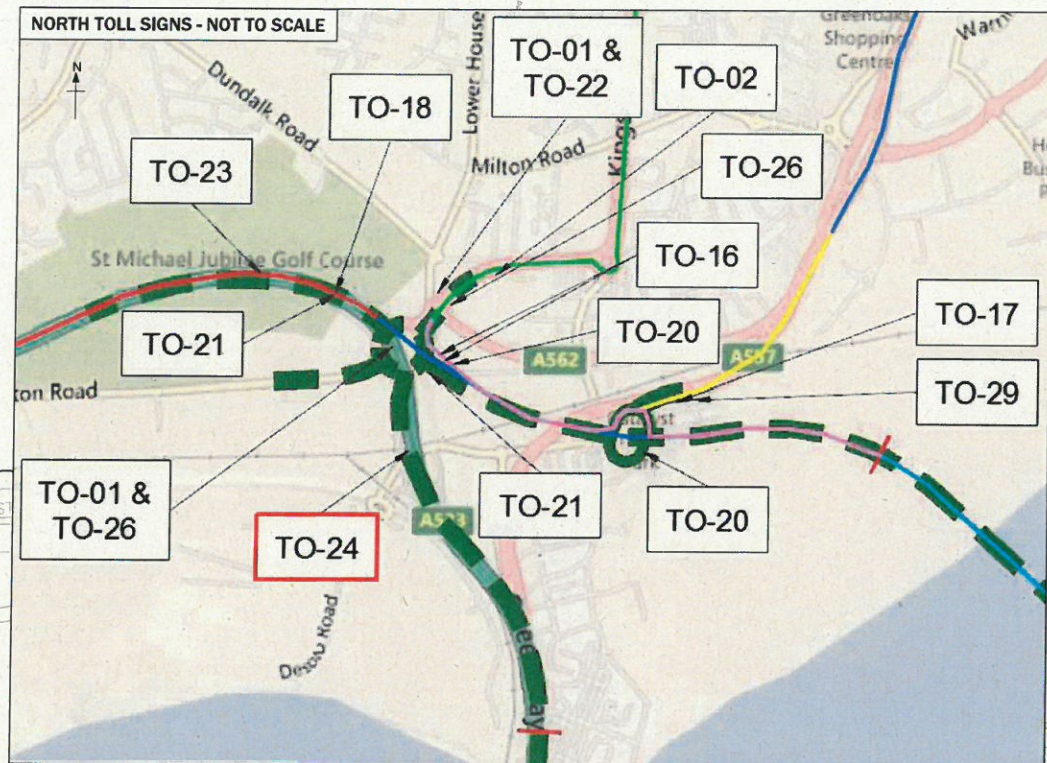 NORTH TOLL SIGNS - NOT TO SCALE
N
Dundalk Road
Lower House
TO-01 &
TO-22
TO-02
Greenoaks
Shopping
Centre
TO-18
Milton Road
Kings
TO-23
TO-26
St Michael Jubilee Golf Course
TO-16
TO-21
TO-20
TO-17
A562
A557
TO-29
ton Road
TO-01 &
TO-26
TO-24
TO-21
TO-20
Road